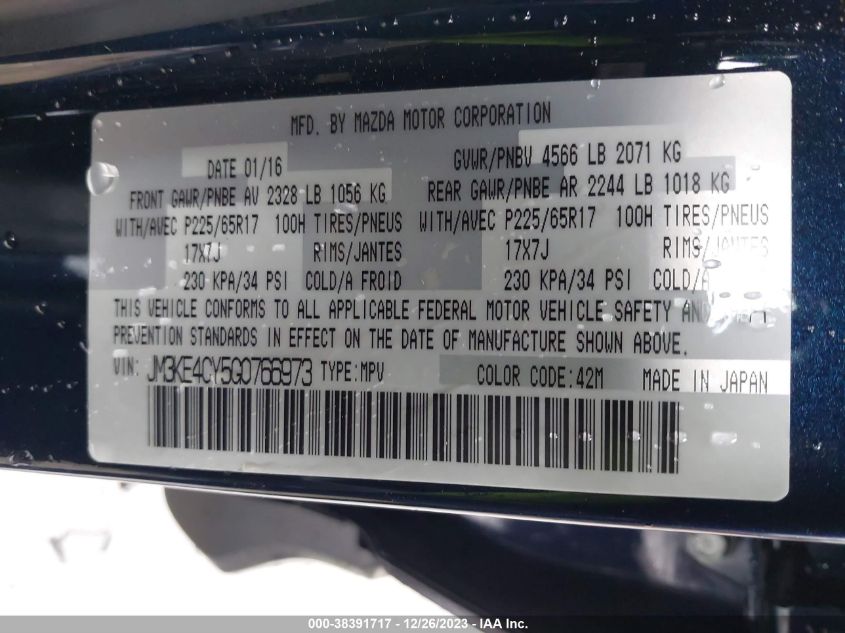 MFD. BY MAZDA MOTOR CORPORATION
DATE 01/16 GVWR/PNBV 4566 LB 2071 KG
FRONT GAWR/PNBE AV 2328 LB 1056 KG REAR GAWR/PNBE AR 2244 LB 1018 KG
WITH/AVEC P225/65R17 100H TIRES/PNEUS WITH/AVEC P225/65R17 100H TIRES/PNEUS
17X7J RIMS/JANTES 17X7J RIMS/JANTES
230 KPA/34 PSI COLD/A FROID 230 KPA/34 PSI COLD/A
THIS VEHICLE CONFORMS TO ALL APPLICABLE FEDERAL MOTOR VEHICLE SAFETY AND
PREVENTION STANDARDS IN EFFECT ON THE DATE OF MANUFACTURE SHOWN ABOVE.
VIN: JM3KE4CY5G0766973 TYPE:MPV COLOR CODE:42M MADE IN JAPAN
000-38391717 - 12/26/2023 - IAA Inc.